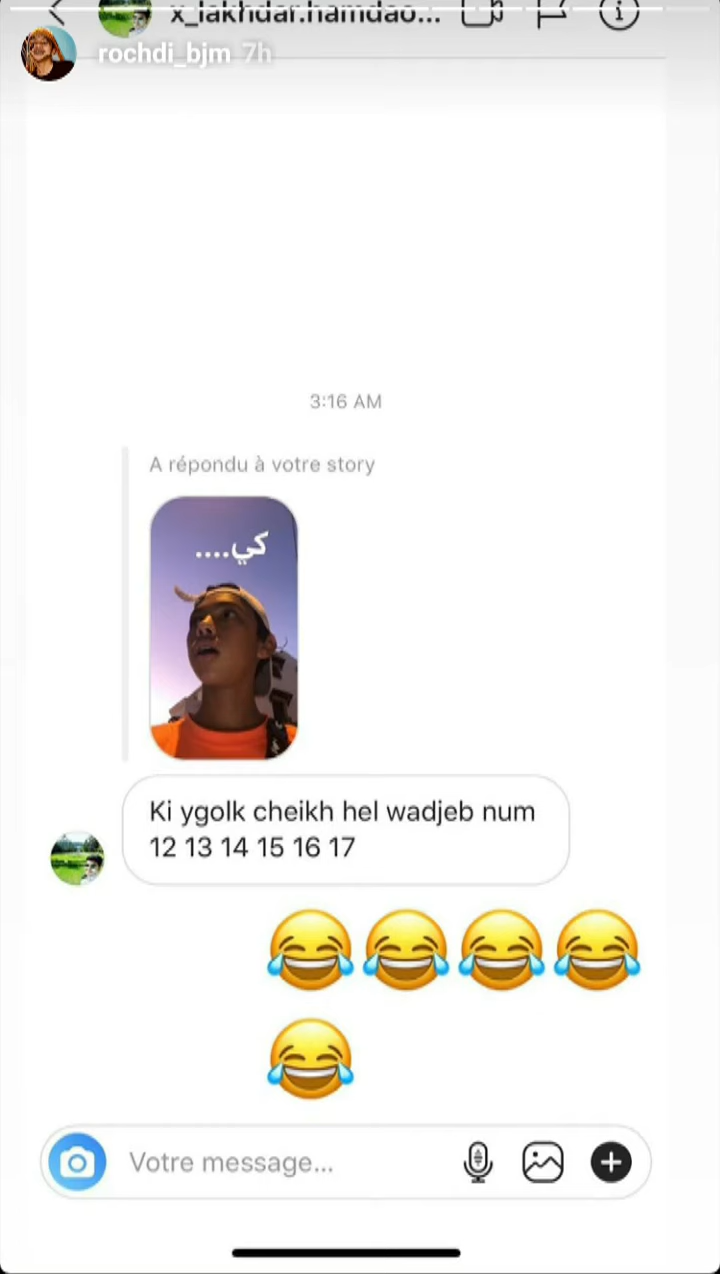 x_lakhdar.hamdao...
rochdi_bjm 7h
3:16 AM
A répondu à votre story
كي....
Ki ygolk cheikh hel wadjeb num
12 13 14 15 16 17
Votre message...